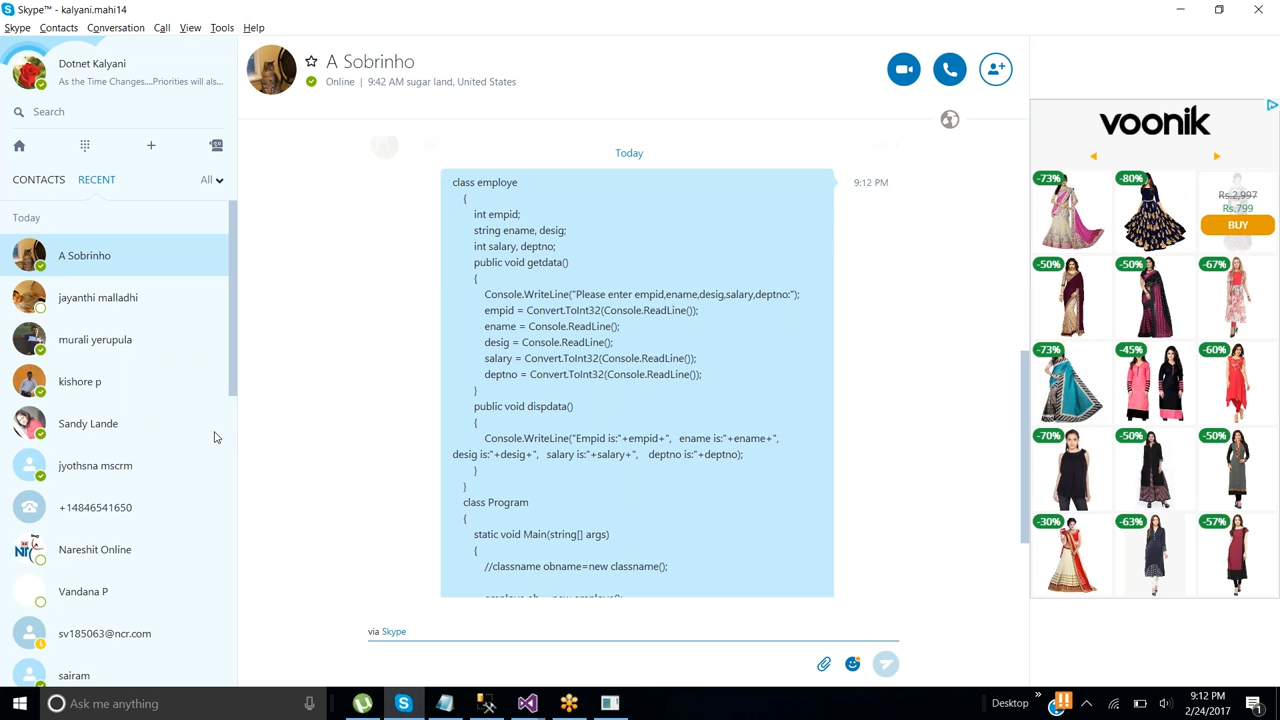 Skype™ - kalyani.mahi14
Skype Contacts Conversation Call View Tools Help
Dotnet Kalyani
As the Time Changes....Priorities will als...
Search
CONTACTS RECENT All
Today
A Sobrinho
jayanthi malladhi
murali yerupula
kishore p
Sandy Lande
jyothsna mscrm
+14846541650
Nareshit Online
Vandana P
sv185063@ncr.com
sairam
A Sobrinho
Online | 9:42 AM sugar land, United States
Today
9:12 PM
class employe
{
int empid;
string ename, desig;
int salary, deptno;
public void getdata()
{
Console.WriteLine("Please enter empid,ename,desig,salary,deptno:");
empid = Convert.ToInt32(Console.ReadLine());
ename = Console.ReadLine();
desig = Console.ReadLine();
salary = Convert.ToInt32(Console.ReadLine());
deptno = Convert.ToInt32(Console.ReadLine());
}
public void dispdata()
{
Console.WriteLine("Empid is:"+empid+", ename is:"+ename+",
desig is:"+desig+", salary is:"+salary+", deptno is:"+deptno);
}
}
class Program
{
static void Main(string[] args)
{
//classname obname=new classname();
via Skype
voonik
-73% -80% Rs.2,997
Rs.799
BUY
-50% -50% -67%
-73% -45% -60%
-70% -50% -50%
-30% -63% -57%
Ask me anything
Desktop
9:12 PM
2/24/2017